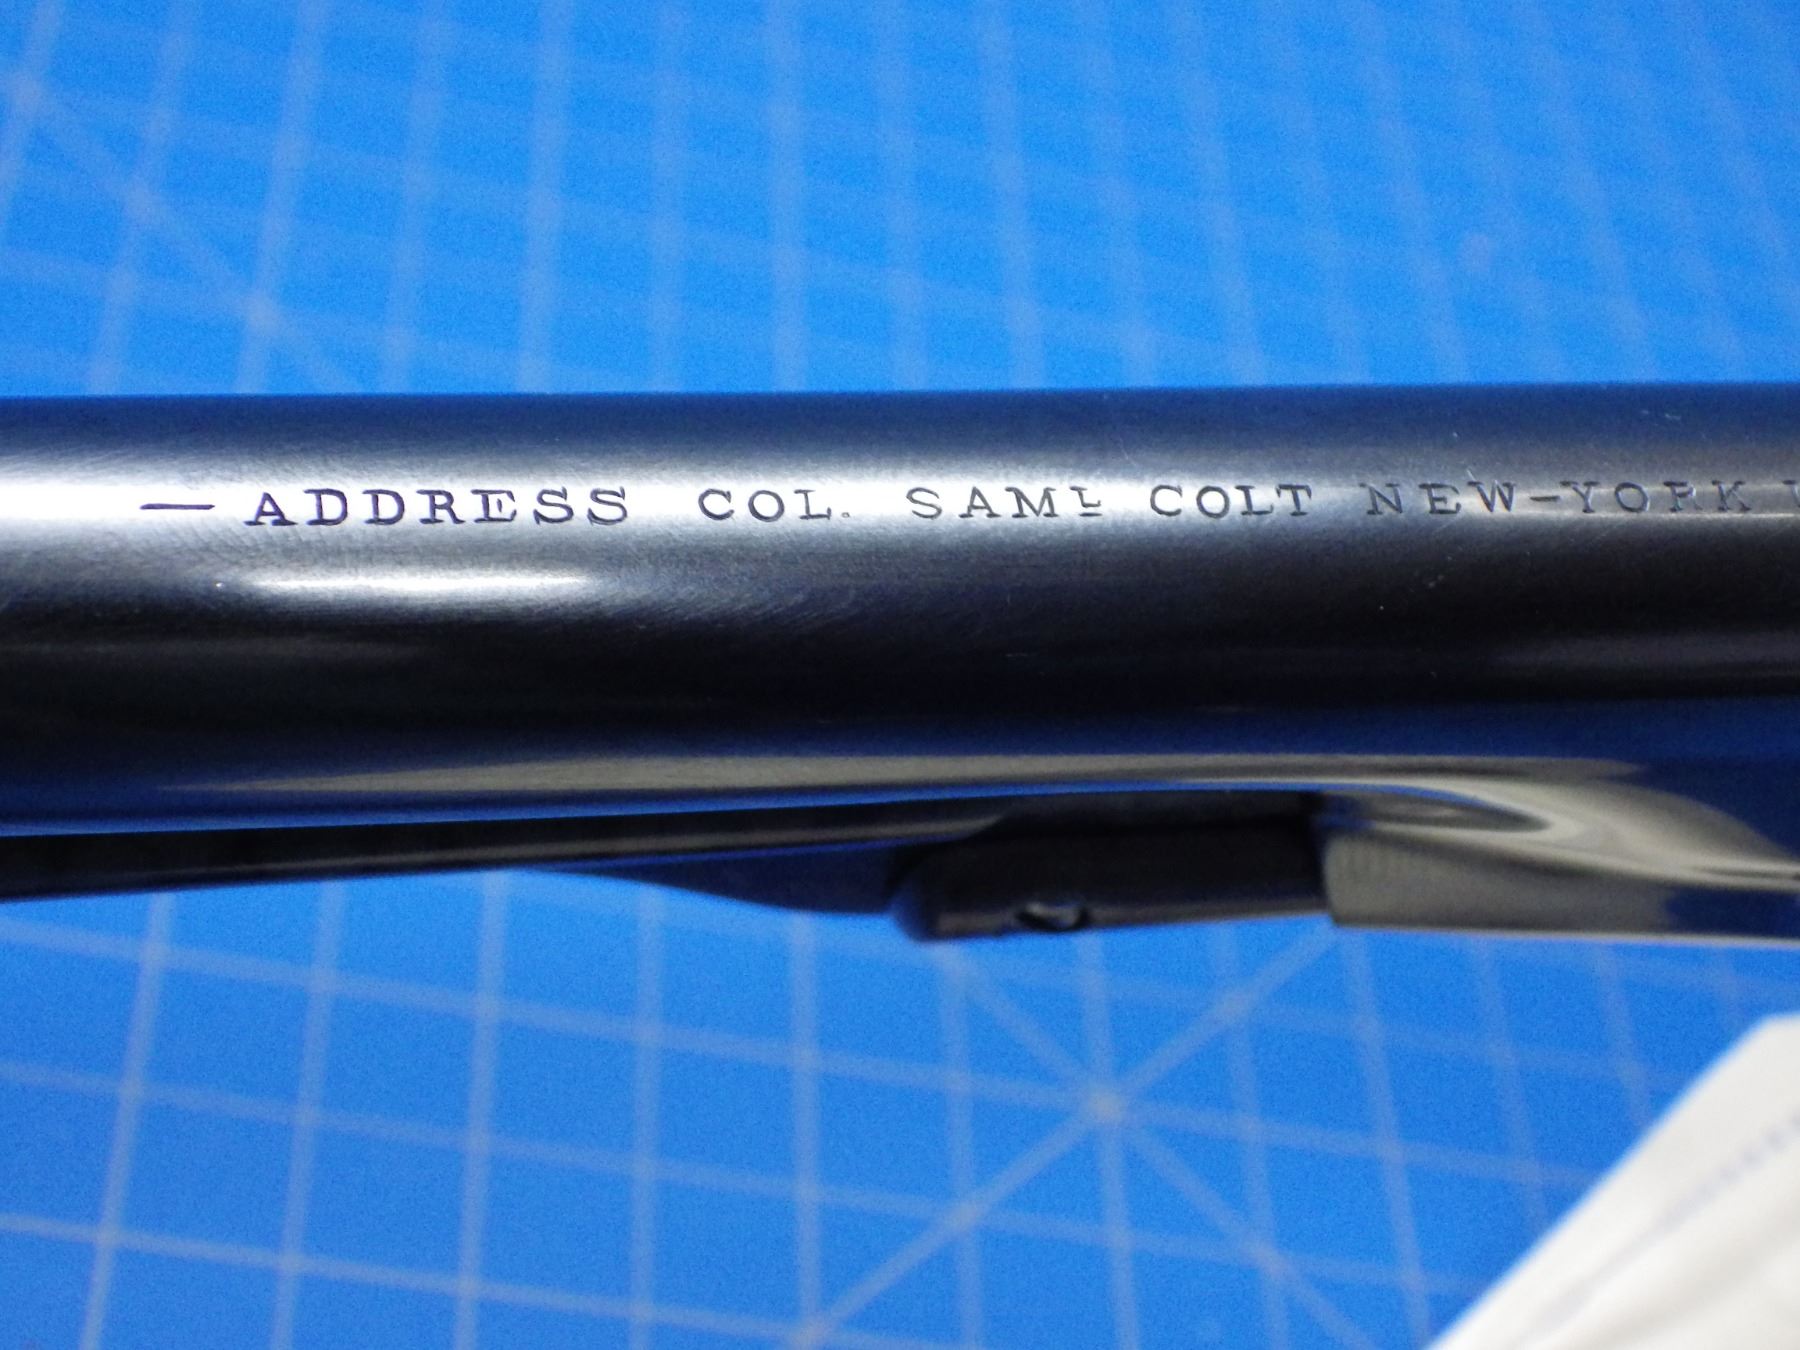 — ADDRESS COL. SAMᴸ COLT NEW-YORK